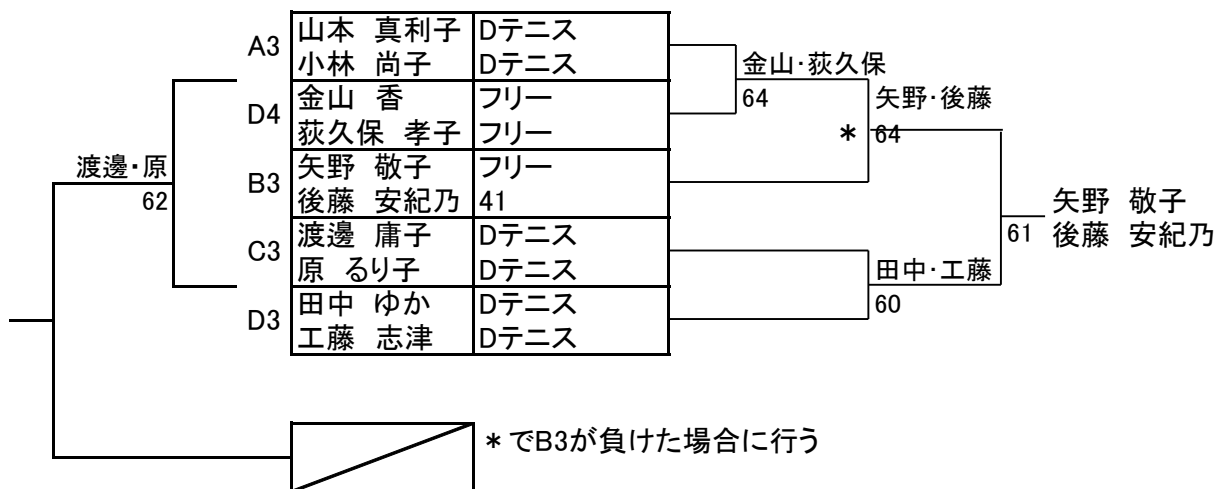 A3
山本 真利子 Dテニス
小林 尚子 Dテニス
D4
金山 香 フリー
荻久保 孝子 フリー
B3
矢野 敬子 フリー
後藤 安紀乃 41
C3
渡邊 庸子 Dテニス
原 るり子 Dテニス
D3
田中 ゆか Dテニス
工藤 志津 Dテニス
渡邊・原
62
金山・荻久保
64
矢野・後藤
* 64
田中・工藤
60
61
矢野 敬子
後藤 安紀乃
* でB3が負けた場合に行う